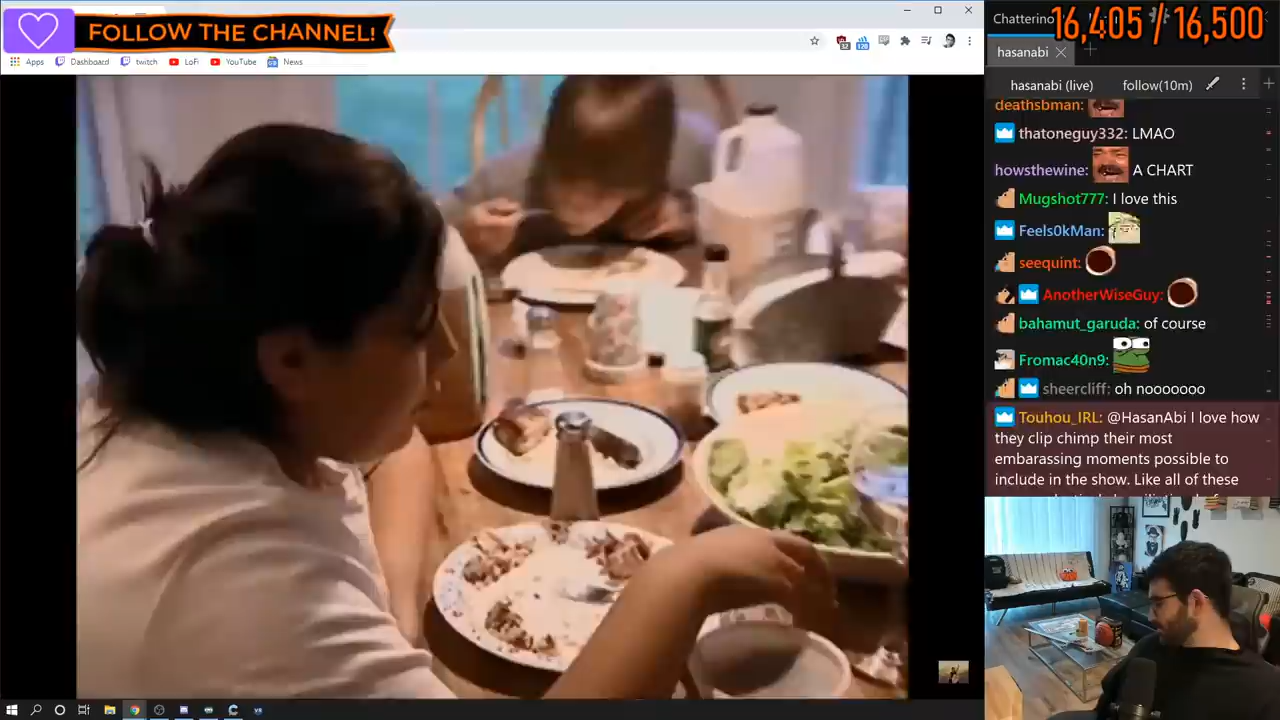 FOLLOW THE CHANNEL!
Apps
Dashboard
twitch
LoFi
YouTube
News
32
120
Chatterino
16,405 / 16,500
hasanabi
hasanabi (live)
follow(10m)
deathsbman:
thatoneguy332: LMAO
howsthewine: A CHART
Mugshot777: I love this
Feels0kMan:
seequint:
AnotherWiseGuy:
bahamut_garuda: of course
Fromac40n9:
sheercliff: oh nooooooo
Touhou_IRL: @HasanAbi I love how
they clip chimp their most
embarassing moments possible to
include in the show. Like all of these